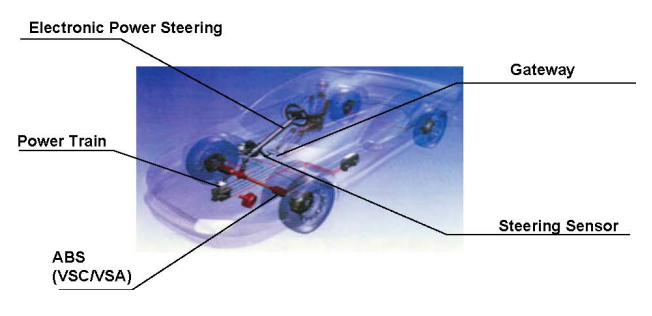 Electronic Power Steering
Gateway
Power Train
Steering Sensor
ABS
(VSC/VSA)